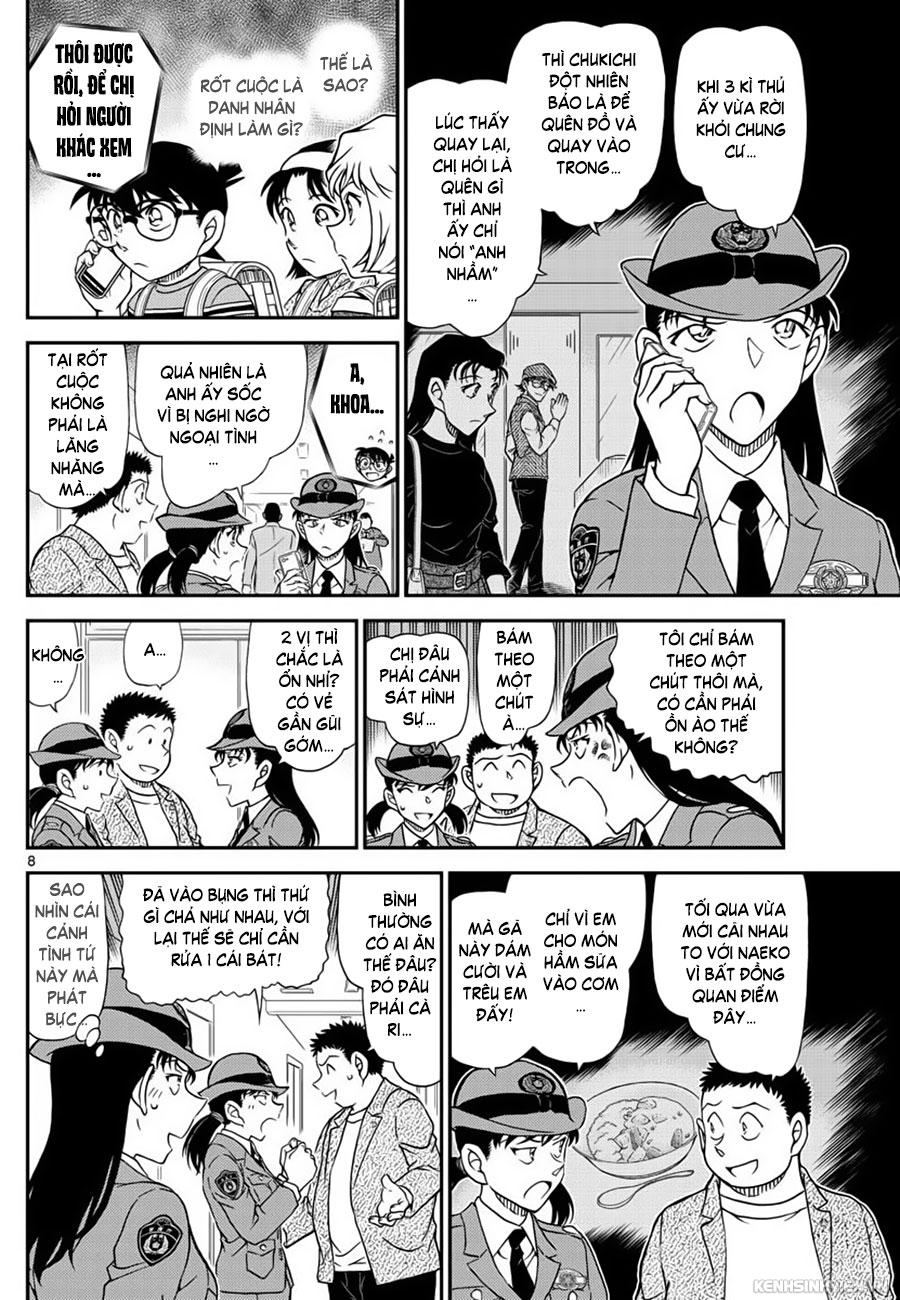 KHI 3 KÌ THỦ
ẤY VỪA RỜI
KHỎI CHUNG
CƯ...
THÌ CHUKICHI
ĐỘT NHIÊN
BẢO LÀ ĐỂ
QUÊN ĐỒ VÀ
QUAY VÀO
TRONG...
LÚC THẤY
QUAY LẠI,
CHỊ HỎI LÀ
QUÊN GÌ
THÌ ANH
ẤY CHỈ
NÓI “ANH
NHẦM”
...
THẾ LÀ
SAO?
RỐT CUỘC LÀ
DANH NHÂN
ĐỊNH LÀM GÌ?
THÔI ĐƯỢC
RỒI, ĐỂ CHỊ
HỎI NGƯỜI
KHÁC XEM
...
A,
KHOA...
QUẢ NHIÊN LÀ
ANH ẤY SỐC
VÌ BỊ NGHI NGỜ
NGOẠI TÌNH
...
TẠI RỐT
CUỘC
KHÔNG
PHẢI LÀ
LĂNG
NHĂNG
MÀ...
TÔI CHỈ BÁM
THEO MỘT
CHÚT THÔI MÀ,
CÓ CẦN PHẢI
ỒN ÀO THẾ
KHÔNG?
BÁM
THEO
MỘT
CHÚT
À...
CHỊ ĐÂU
PHẢI CẢNH
SÁT HÌNH
SỰ...
2 VỊ THÌ
CHẮC LÀ
ỔN NHỈ?
CÓ VẺ
GẦN GŨI
GỚM...
A...
KHÔNG
...
8
TỐI QUA VỪA
MỚI CÃI NHAU
TO VỚI NAEKO
VÌ BẤT ĐỒNG
QUAN ĐIỂM
ĐÂY...
CHỈ VÌ EM
CHO MÓN
HẦM SỮA
VÀO CƠM
...
MÀ GÃ
NÀY DÁM
CƯỜI VÀ
TRÊU EM
ĐẤY!
BÌNH
THƯỜNG
CÓ AI ĂN
THẾ ĐÂU?
ĐÓ ĐÂU
PHẢI CÀ
RI...
ĐÃ VÀO BỤNG THÌ THỨ
GÌ CHẢ NHƯ NHAU, VỚI
LẠI THẾ SẼ CHỈ CẦN
RỬA 1 CÁI BÁT!
SAO
NHÌN CÁI
CẢNH
TÌNH TỨ
NÀY MÀ
PHÁT
BỰC...